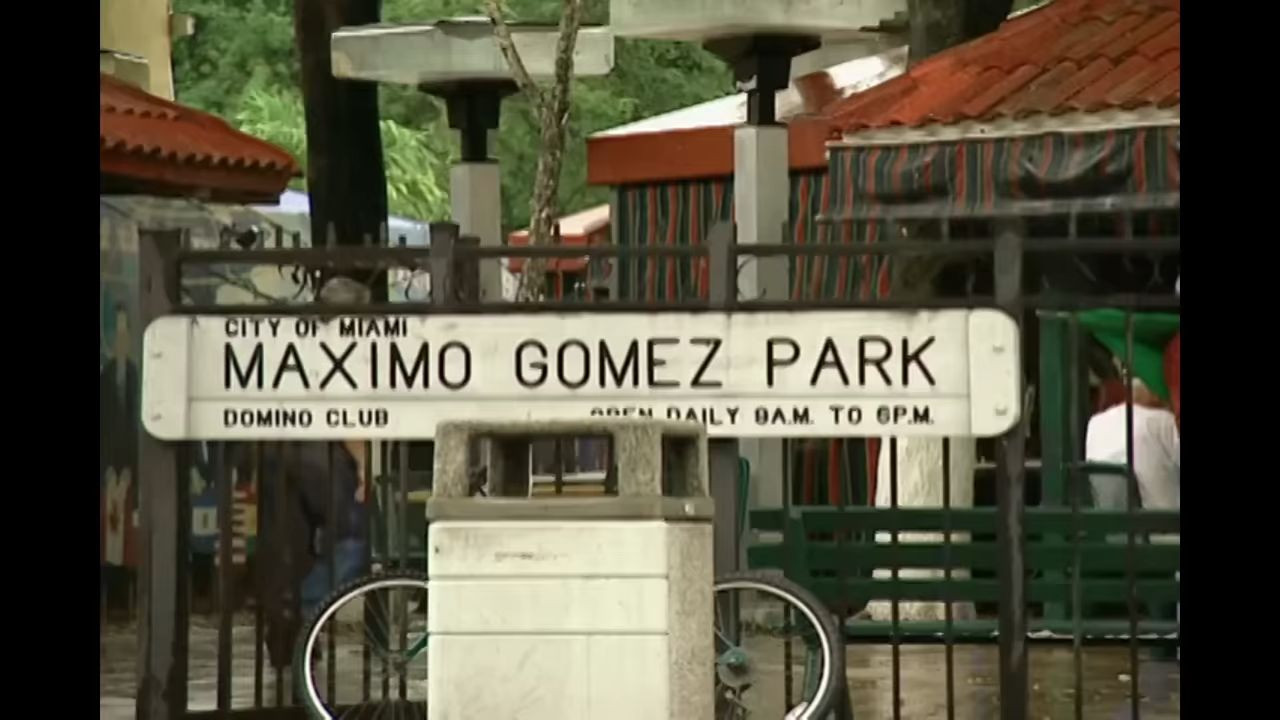 CITY OF MIAMI
MAXIMO GOMEZ PARK
DOMINO CLUB OPEN DAILY 9A.M. TO 6P.M.